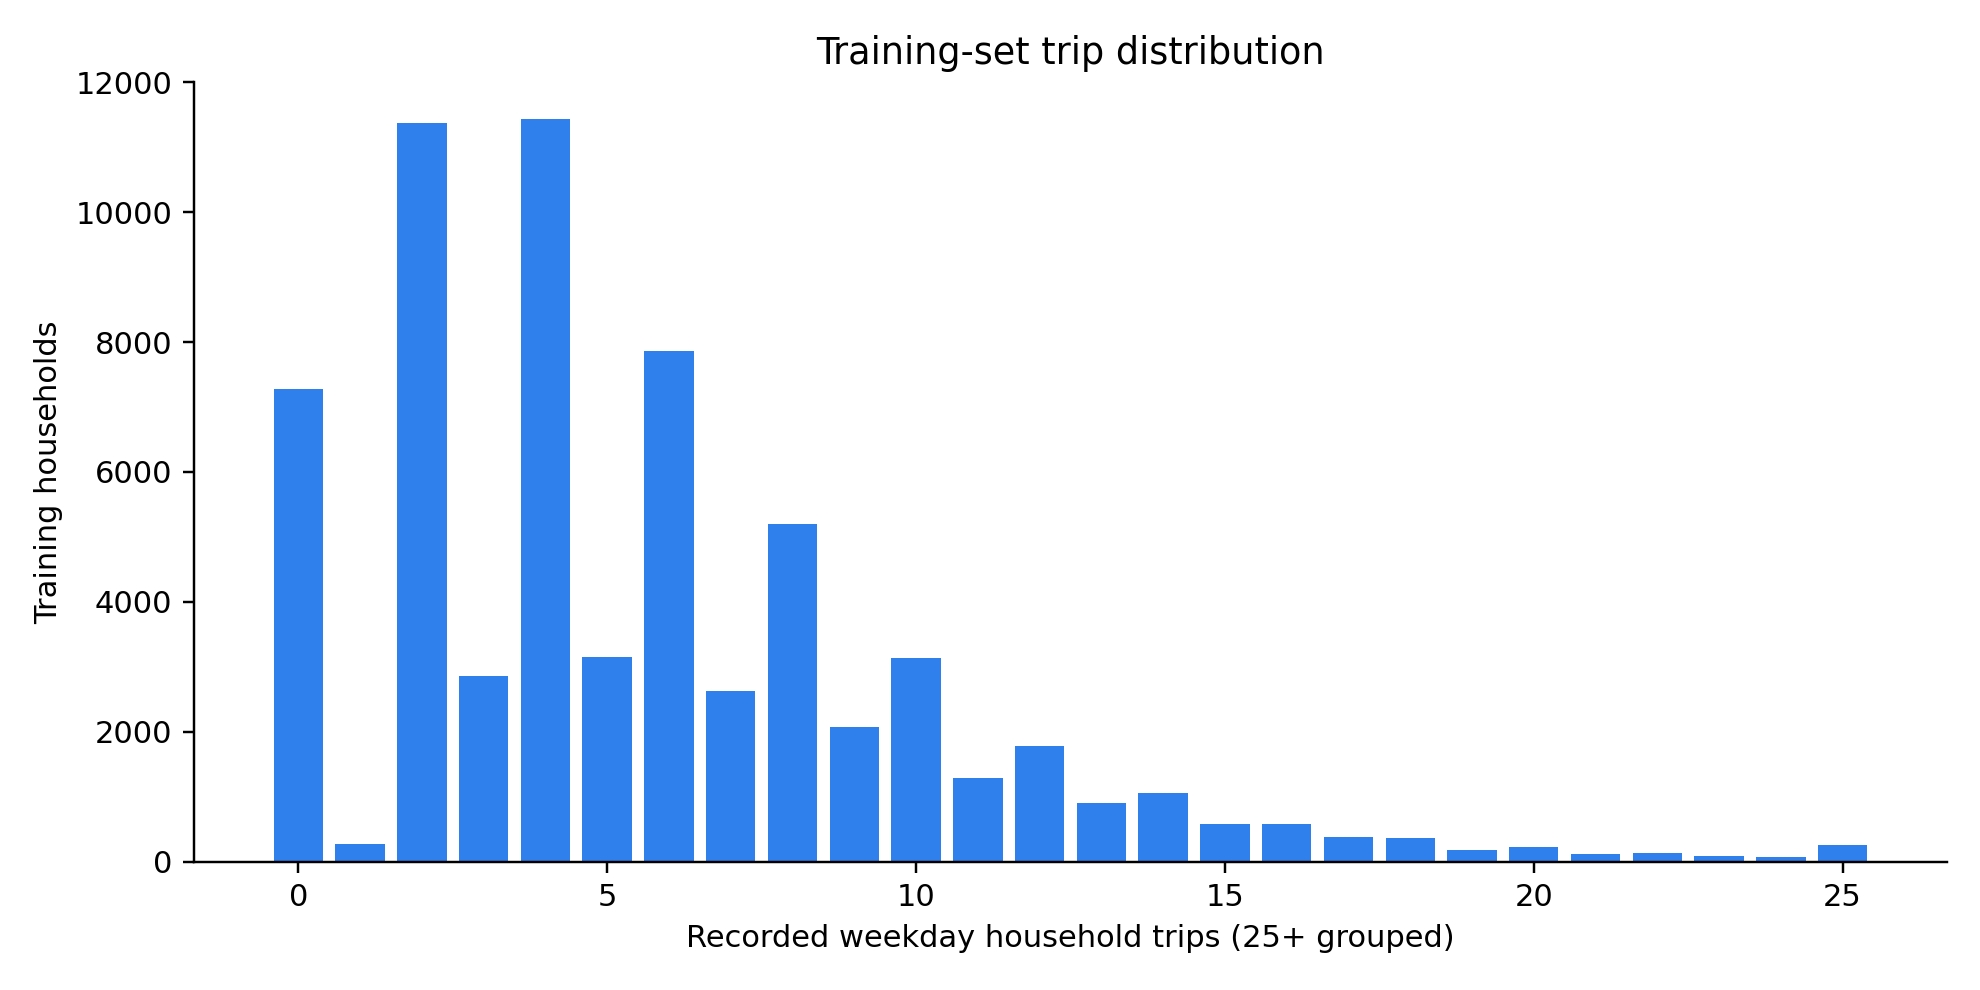 Training-set trip distribution
12000
10000
8000
6000
4000
2000
0
Training households
0 5 10 15 20 25
Recorded weekday household trips (25+ grouped)